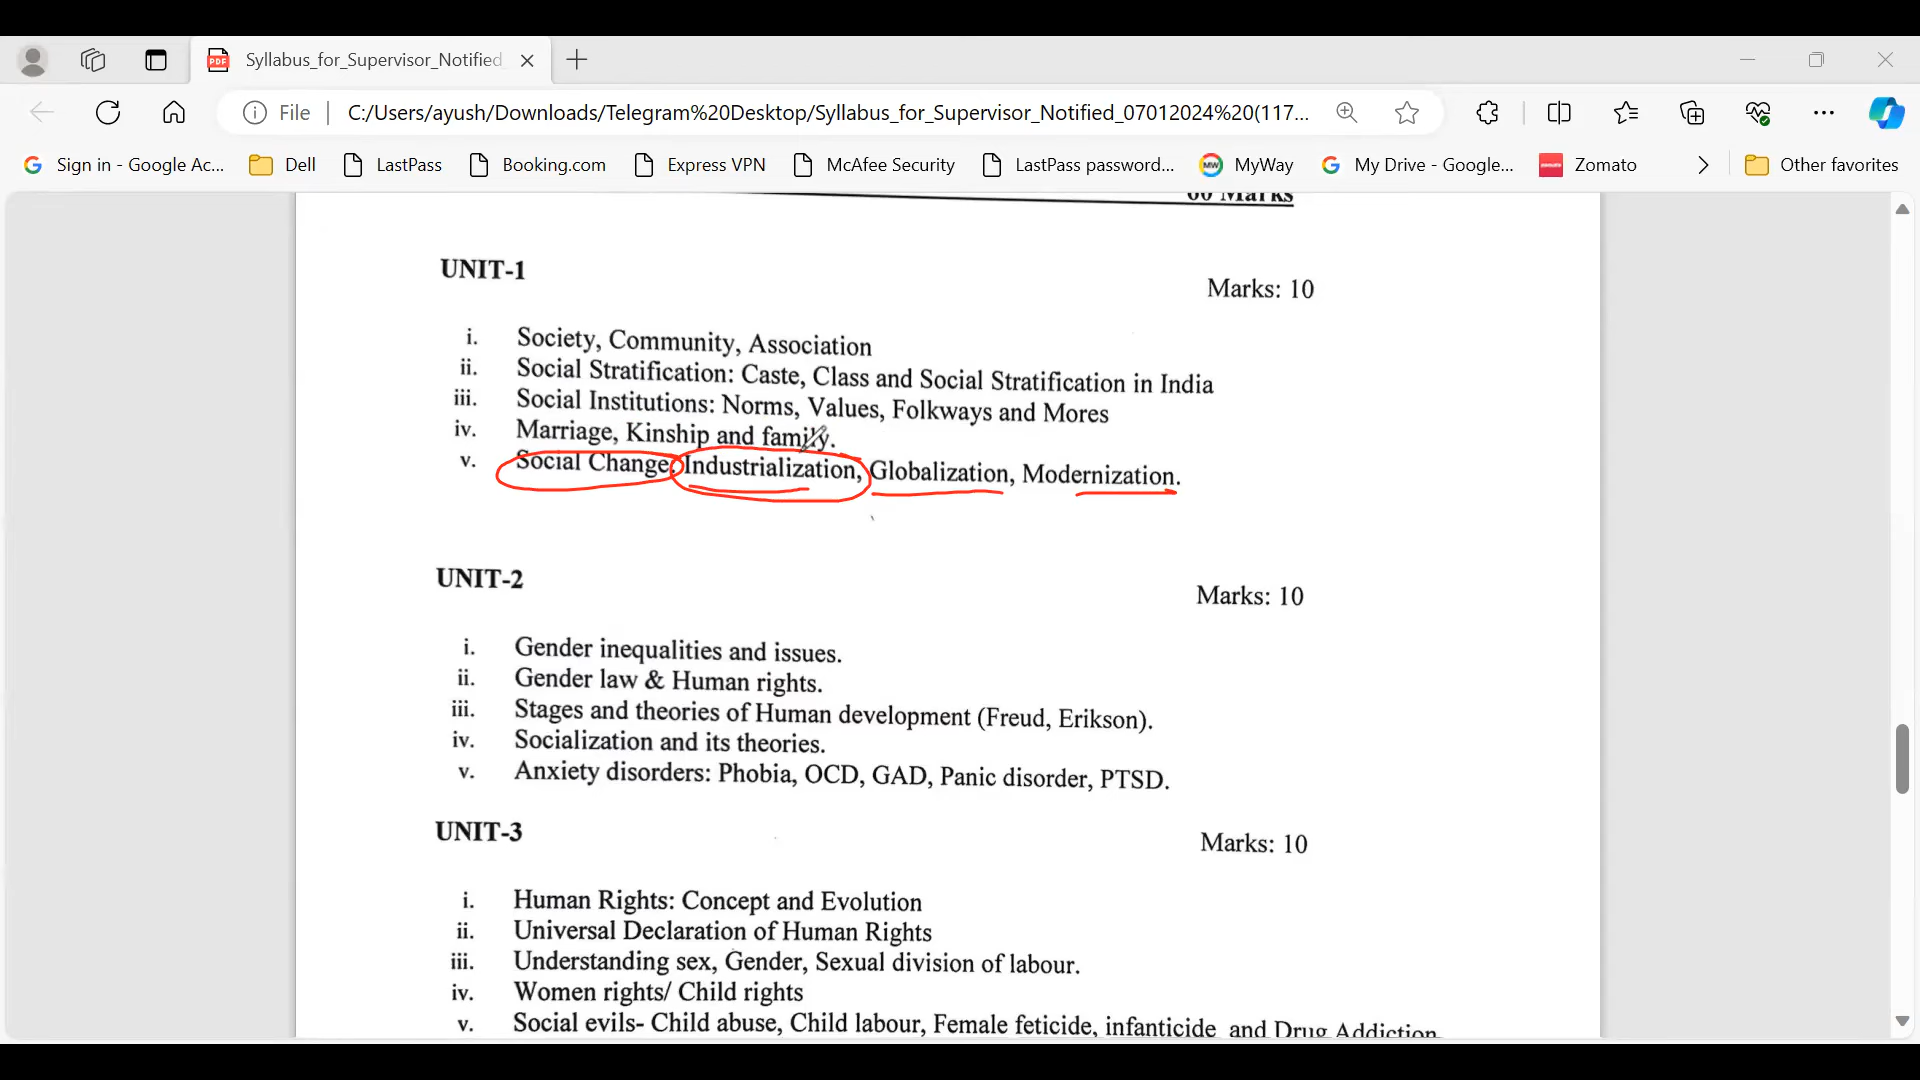 Syllabus_for_Supervisor_Notified_
File C:/Users/ayush/Downloads/Telegram%20Desktop/Syllabus_for_Supervisor_Notified_07012024%20(117...
Sign in - Google Ac... Dell LastPass Booking.com Express VPN McAfee Security LastPass password... MyWay My Drive - Google... Zomato Other favorites
60 Marks
UNIT-1
Marks: 10
i. Society, Community, Association
ii. Social Stratification: Caste, Class and Social Stratification in India
iii. Social Institutions: Norms, Values, Folkways and Mores
iv. Marriage, Kinship and family.
v. Social Change, Industrialization, Globalization, Modernization.
UNIT-2
Marks: 10
i. Gender inequalities and issues.
ii. Gender law & Human rights.
iii. Stages and theories of Human development (Freud, Erikson).
iv. Socialization and its theories.
v. Anxiety disorders: Phobia, OCD, GAD, Panic disorder, PTSD.
UNIT-3
Marks: 10
i. Human Rights: Concept and Evolution
ii. Universal Declaration of Human Rights
iii. Understanding sex, Gender, Sexual division of labour.
iv. Women rights/ Child rights
v. Social evils- Child abuse, Child labour, Female feticide, infanticide and Drug Addiction